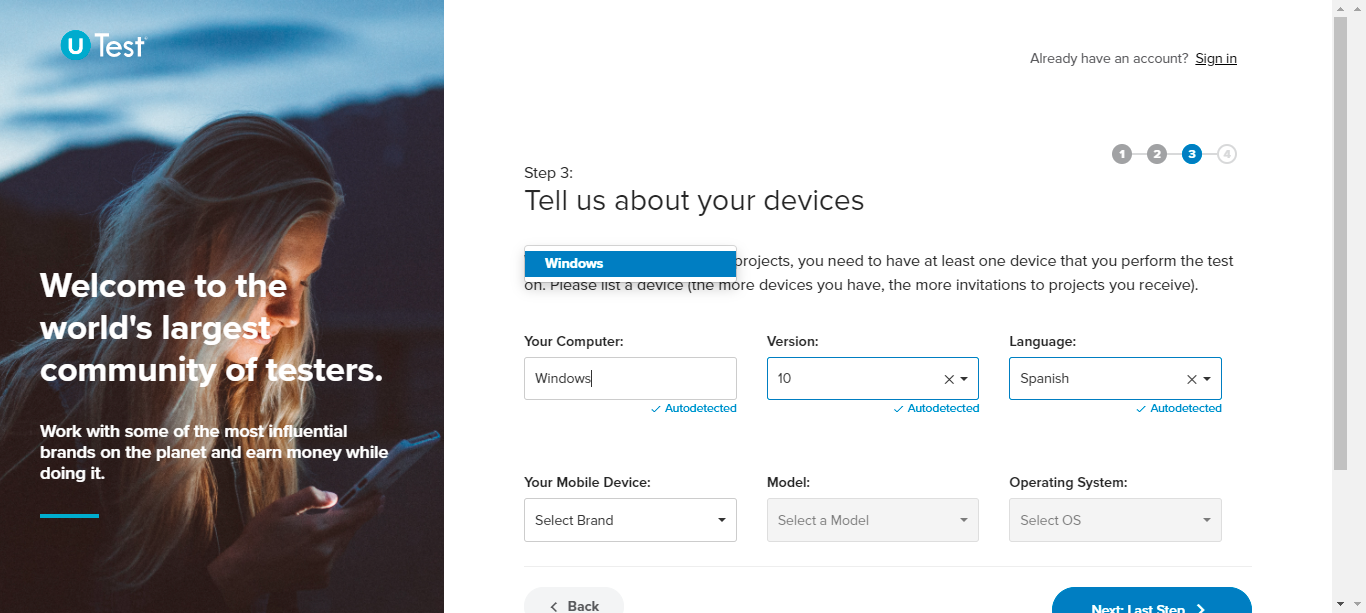 U Test
Already have an account? Sign in
1 2 3 4
Step 3:
Tell us about your devices
Windows
projects, you need to have at least one device that you perform the test
on. Please list a device (the more devices you have, the more invitations to projects you receive).
Welcome to the
world's largest
community of testers.
Work with some of the most influential
brands on the planet and earn money while
doing it.
Your Computer: Version: Language:
Windows 10 Spanish
Autodetected Autodetected Autodetected
Your Mobile Device: Model: Operating System:
Select Brand Select a Model Select OS
Back Next: Last Step